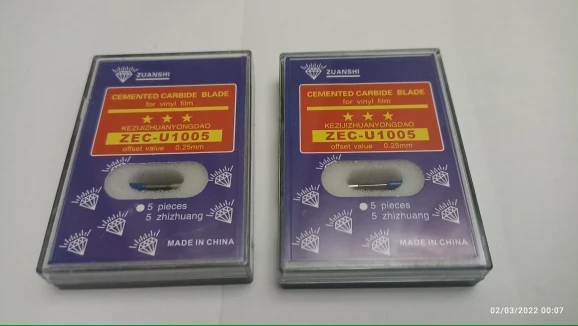 ZUANSHI
CEMENTED CARBIDE BLADE
for vinyl film
KEZIJIZHUANYONGDAO
ZEC-U1005
offset value 0.25mm
5 pieces
5 zhizhuang
MADE IN CHINA
ZUANSHI
CEMENTED CARBIDE BLADE
for vinyl film
KEZIJIZHUANYONGDAO
ZEC-U1005
offset value 0.25mm
5 pieces
5 zhizhuang
MADE IN CHINA
02/03/2022 00:07